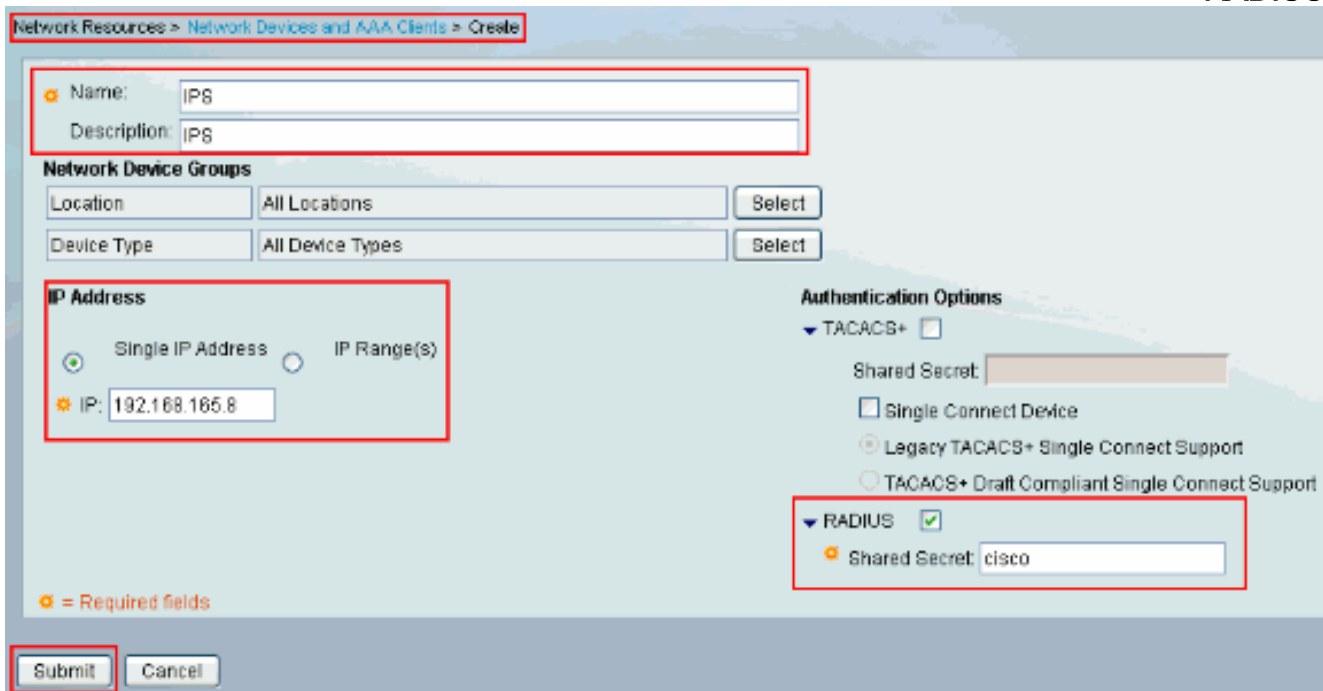 Network Resources > Network Devices and AAA Clients > Create
Name: IPS
Description: IPS
Network Device Groups
Location All Locations Select
Device Type All Device Types Select
IP Address
Single IP Address IP Range(s)
IP: 192.168.165.8
Authentication Options
TACACS+
Shared Secret:
Single Connect Device
Legacy TACACS+ Single Connect Support
TACACS+ Draft Compliant Single Connect Support
RADIUS
Shared Secret: cisco
= Required fields
Submit Cancel